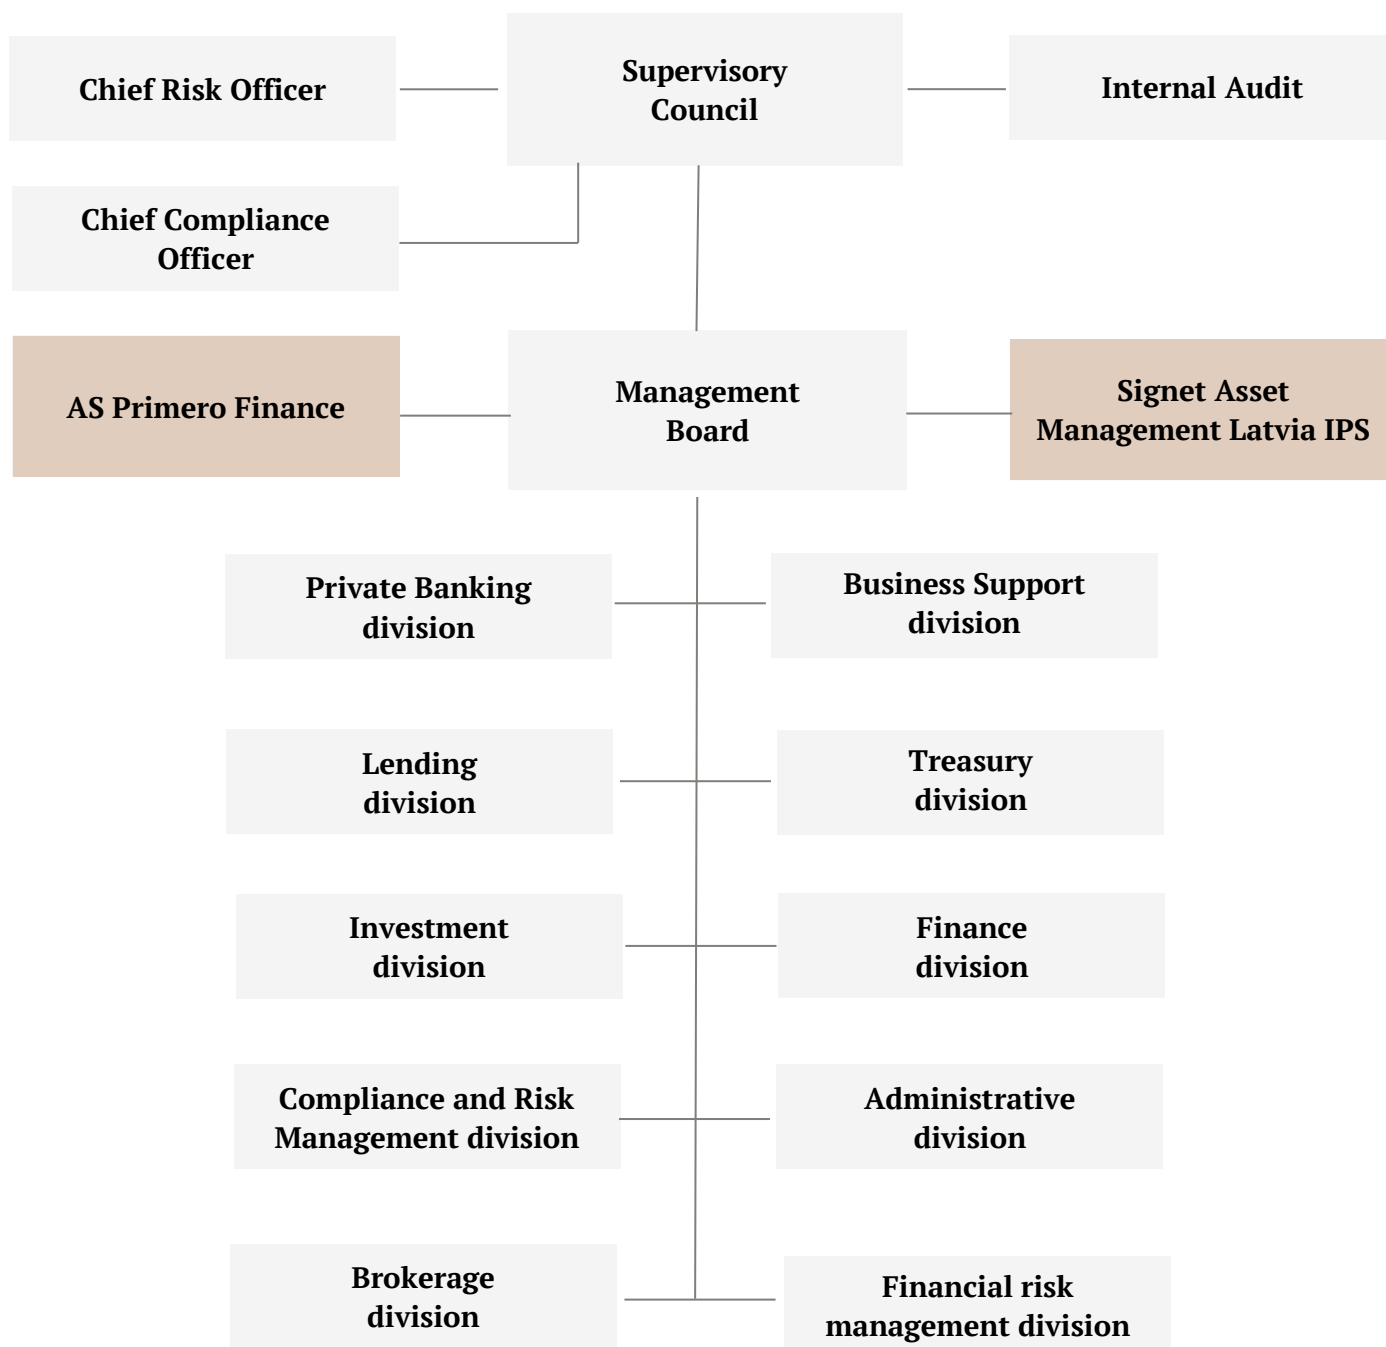 Chief Risk Officer
Supervisory
Council
Internal Audit
Chief Compliance
Officer
AS Primero Finance
Management
Board
Signet Asset
Management Latvia IPS
Private Banking
division
Business Support
division
Lending
division
Treasury
division
Investment
division
Finance
division
Compliance and Risk
Management division
Administrative
division
Brokerage
division
Financial risk
management division